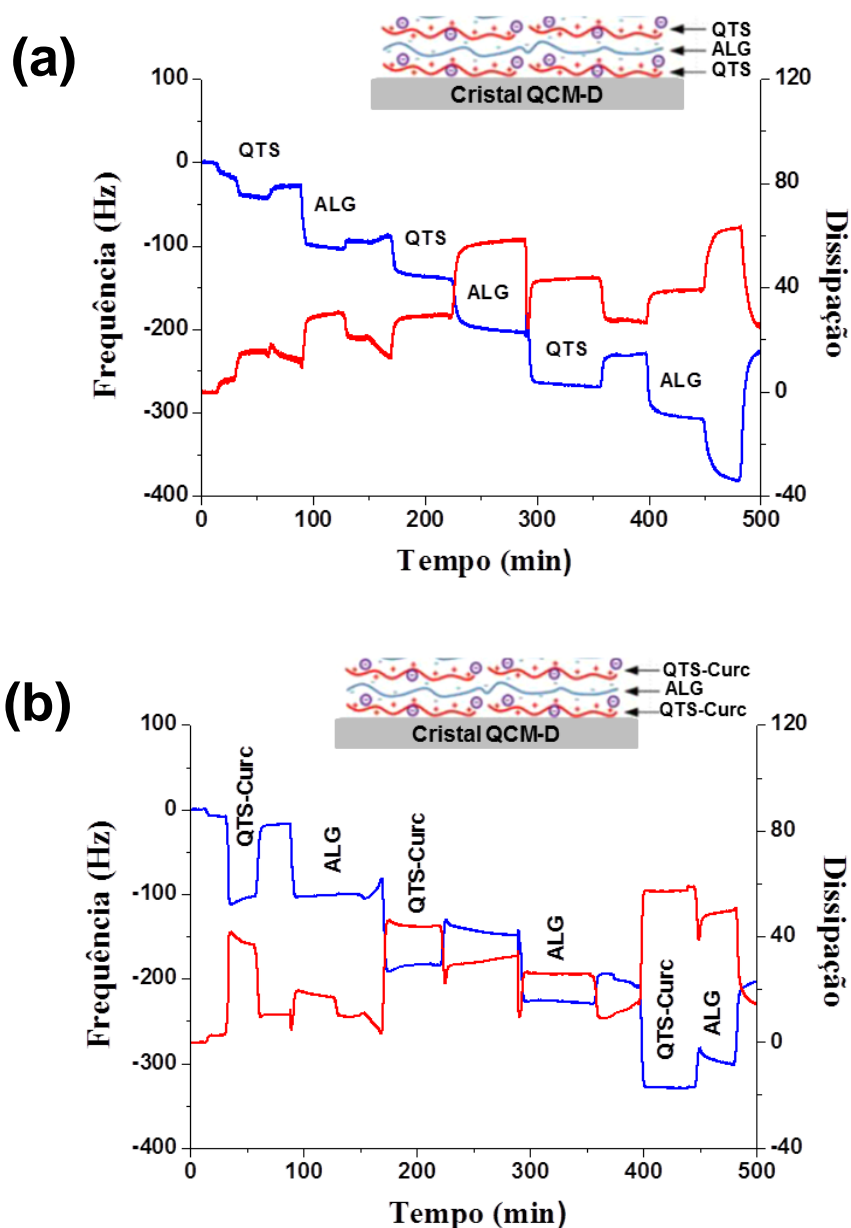 (a)
QTS
ALG
QTS
Cristal QCM-D
100
0
-100
-200
-300
-400
Frequência (Hz)
QTS
ALG
QTS
ALG
QTS
ALG
120
80
40
0
-40
Dissipação
0 100 200 300 400 500
Tempo (min)
(b)
QTS-Curc
ALG
QTS-Curc
Cristal QCM-D
100
0
-100
-200
-300
-400
Frequência (Hz)
QTS-Curc
ALG
QTS-Curc
ALG
QTS-Curc
ALG
120
80
40
0
-40
Dissipação
0 100 200 300 400 500
Tempo (min)